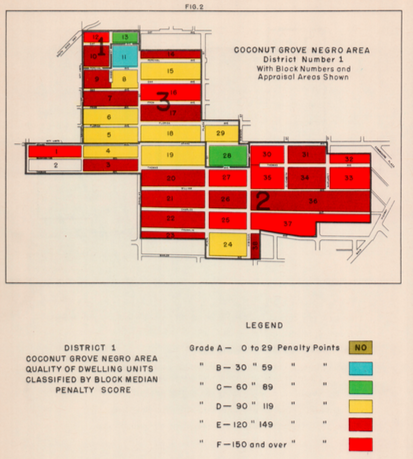 FIG. 2
COCONUT GROVE NEGRO AREA
District Number 1
With Block Numbers and
Appraisal Areas Shown
13
1
10
11
14
9
8
15
7
16
3
17
6
5
18
29
1
4
19
28
30
31
32
2
3
20
27
35
34
33
21
26
2
36
22
25
37
23
24
LEGEND
Grade A — 0 to 29 Penalty Points NO
" B — 30 " 59 " "
" C — 60 " 89 " "
" D — 90 " 119 " "
" E — 120 " 149 " "
" F — 150 and over " "
DISTRICT 1
COCONUT GROVE NEGRO AREA
QUALITY OF DWELLING UNITS
CLASSIFIED BY BLOCK MEDIAN
PENALTY SCORE